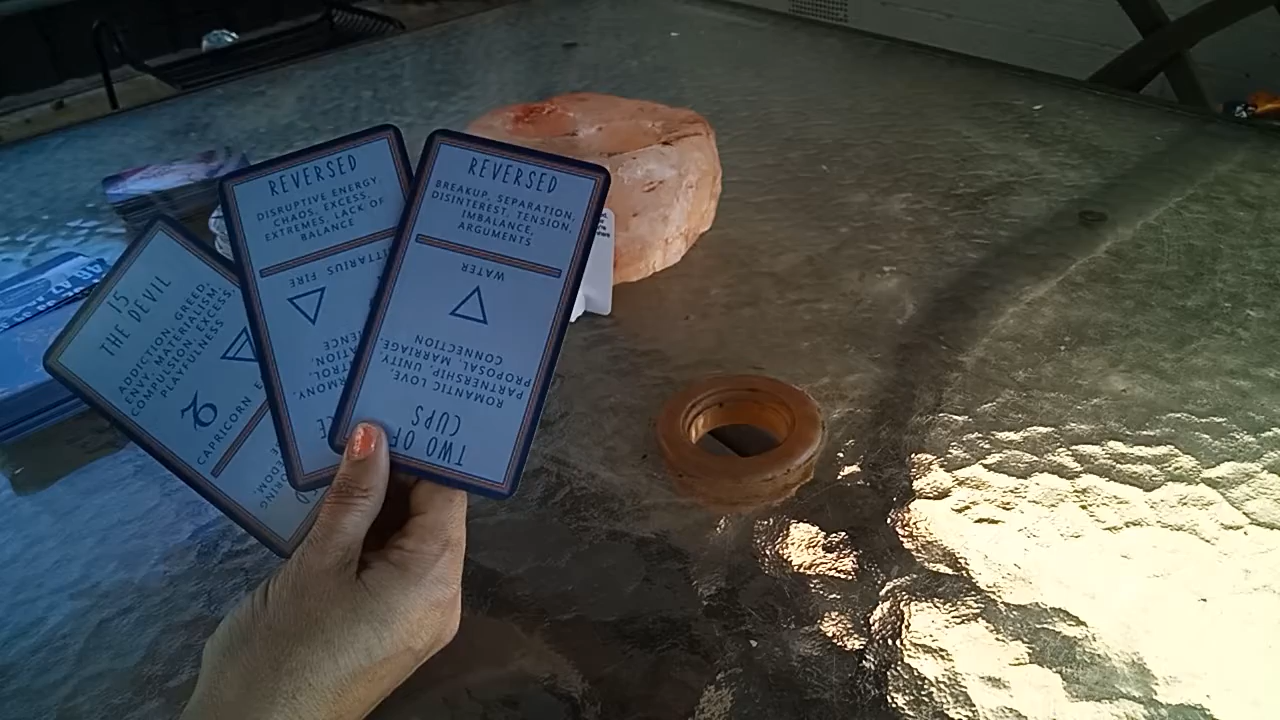 15
THE DEVIL
ADDICTION, GREED,
ENVY, MATERIALISM,
COMPULSION, EXCESS,
PLAYFULNESS
CAPRICORN
REVERSED
DISRUPTIVE ENERGY,
CHAOS, EXCESS,
EXTREMES, LACK OF
BALANCE
FIRE
REVERSED
BREAKUP, SEPARATION,
DISINTEREST, TENSION,
IMBALANCE,
ARGUMENTS
WATER
TWO OF
CUPS
ROMANTIC LOVE,
PARTNERSHIP, UNITY,
PROPOSAL, MARRIAGE,
CONNECTION